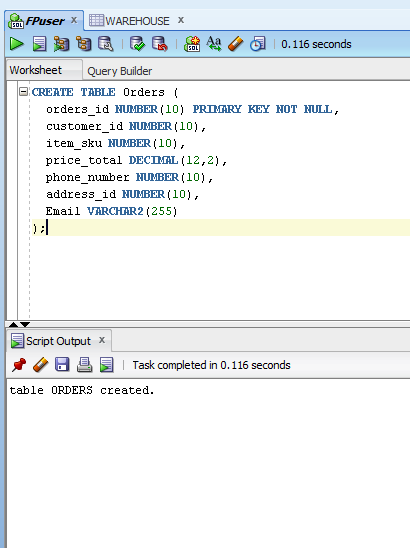 FPuser x WAREHOUSE x
SQL 0.116 seconds
Worksheet Query Builder
CREATE TABLE Orders (
orders_id NUMBER(10) PRIMARY KEY NOT NULL,
customer_id NUMBER(10),
item_sku NUMBER(10),
price_total DECIMAL(12,2),
phone_number NUMBER(10),
address_id NUMBER(10),
Email VARCHAR2(255)
);
Script Output x
Task completed in 0.116 seconds
table ORDERS created.